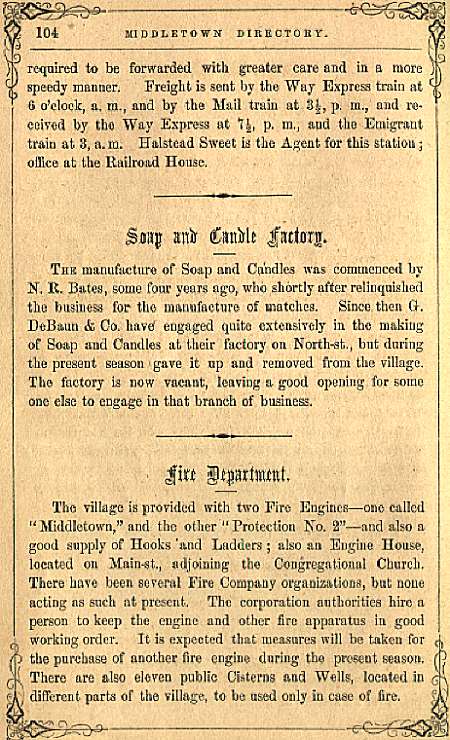 104 MIDDLETOWN DIRECTORY.
required to be forwarded with greater care and in a more
speedy manner. Freight is sent by the Way Express train at
6 o'clock, a. m., and by the Mail train at 3½, p. m., and re-
ceived by the Way Express at 7½, p. m., and the Emigrant
train at 3, a. m. Halstead Sweet is the Agent for this station;
office at the Railroad House.
Soap and Candle Factory.
THE manufacture of Soap and Candles was commenced by
N. R. Bates, some four years ago, who shortly after relinquished
the business for the manufacture of matches. Since then G.
DeBaun & Co. have engaged quite extensively in the making
of Soap and Candles at their factory on North-st., but during
the present season gave it up and removed from the village.
The factory is now vacant, leaving a good opening for some
one else to engage in that branch of business.
Fire Department.
The village is provided with two Fire Engines—one called
"Middletown," and the other "Protection No. 2"—and also a
good supply of Hooks and Ladders; also an Engine House,
located on Main-st., adjoining the Congregational Church.
There have been several Fire Company organizations, but none
acting as such at present. The corporation authorities hire a
person to keep the engine and other fire apparatus in good
working order. It is expected that measures will be taken for
the purchase of another fire engine during the present season.
There are also eleven public Cisterns and Wells, located in
different parts of the village, to be used only in case of fire.